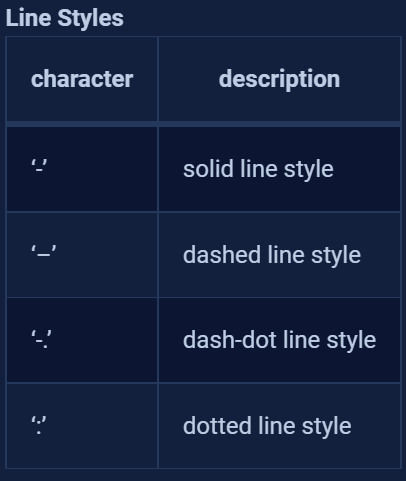 Line Styles
character description
‘-’ solid line style
‘–’ dashed line style
‘-.’ dash-dot line style
‘:’ dotted line style